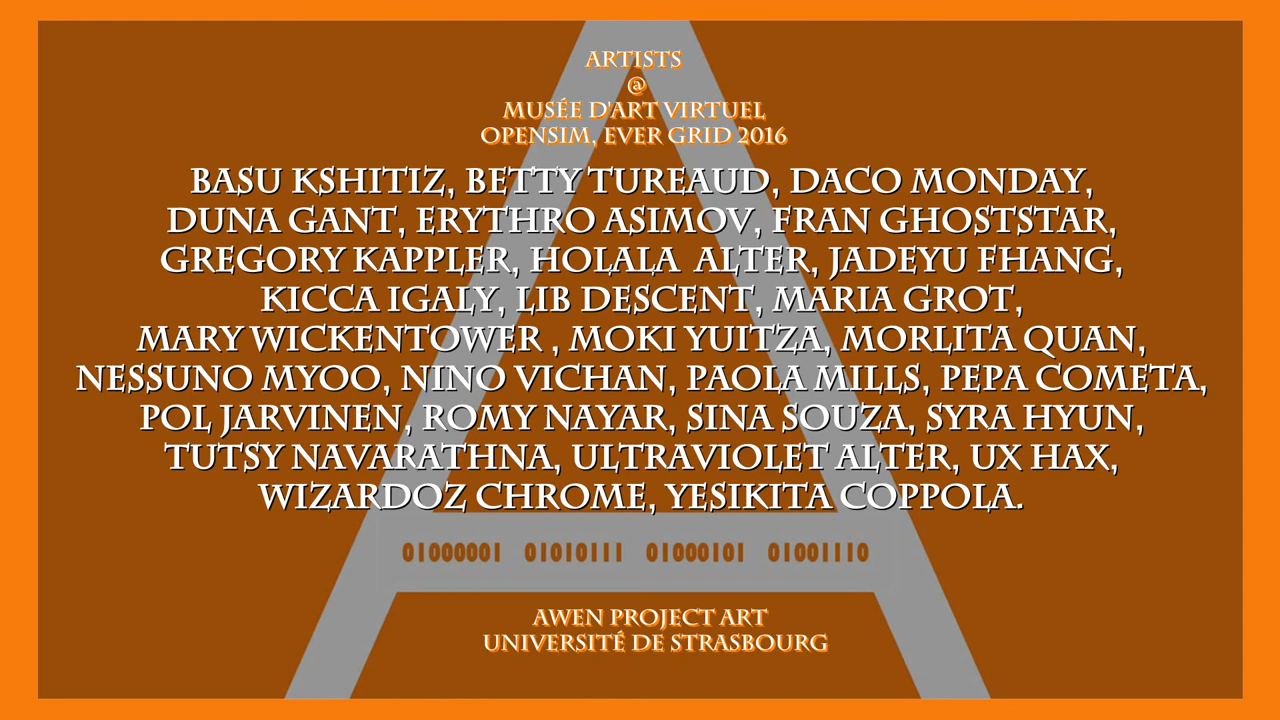 ARTISTS
@
MUSÉE D'ART VIRTUEL
OPENSIM, EVER GRID 2016
BASU KSHITIZ, BETTY TUREAUD, DACO MONDAY,
DUNA GANT, ERYTHRO ASIMOV, FRAN GHOSTSTAR,
GREGORY KAPPLER, HOLALA ALTER, JADEYU FHANG,
KICCA IGALY, LIB DESCENT, MARIA GROT,
MARY WICKENTOWER , MOKI YUITZA, MORLITA QUAN,
NESSUNO MYOO, NINO VICHAN, PAOLA MILLS, PEPA COMETA,
POL JARVINEN, ROMY NAYAR, SINA SOUZA, SYRA HYUN,
TUTSY NAVARATHNA, ULTRAVIOLET ALTER, UX HAX,
WIZARDOZ CHROME, YESIKITA COPPOLA.
01000001 01010111 01000101 01001110
AWEN PROJECT ART
UNIVERSITÉ DE STRASBOURG